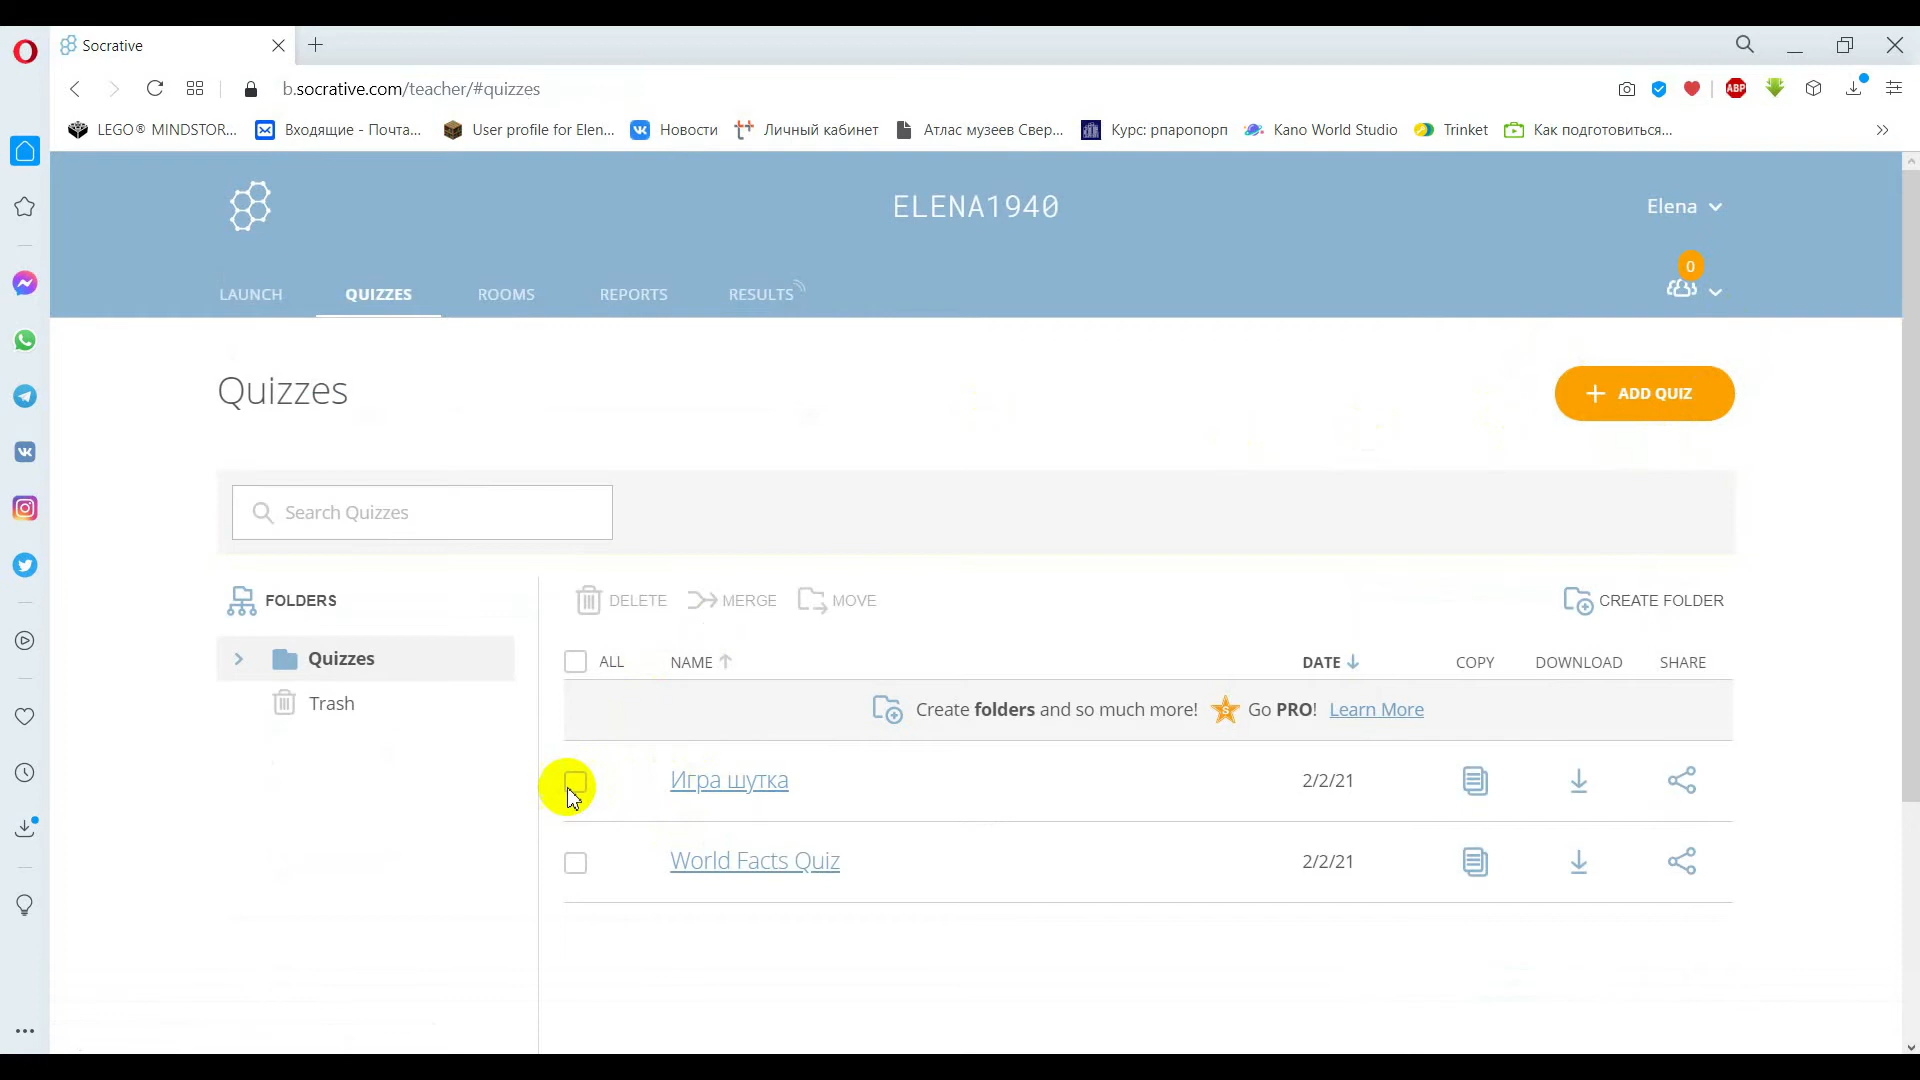 Socrative
b.socrative.com/teacher/#quizzes
ABP
LEGO® MINDSTOR... Входящие - Почта... User profile for Elen... Новости Личный кабинет Атлас музеев Свер... Курс: рпаропорп Kano World Studio Trinket Как подготовиться...
ELENA1940
Elena
0
LAUNCH QUIZZES ROOMS REPORTS RESULTS
Quizzes
ADD QUIZ
Search Quizzes
FOLDERS
DELETE MERGE MOVE CREATE FOLDER
Quizzes
Trash
ALL NAME DATE COPY DOWNLOAD SHARE
Create folders and so much more! Go PRO! Learn More
Игра шутка 2/2/21
World Facts Quiz 2/2/21